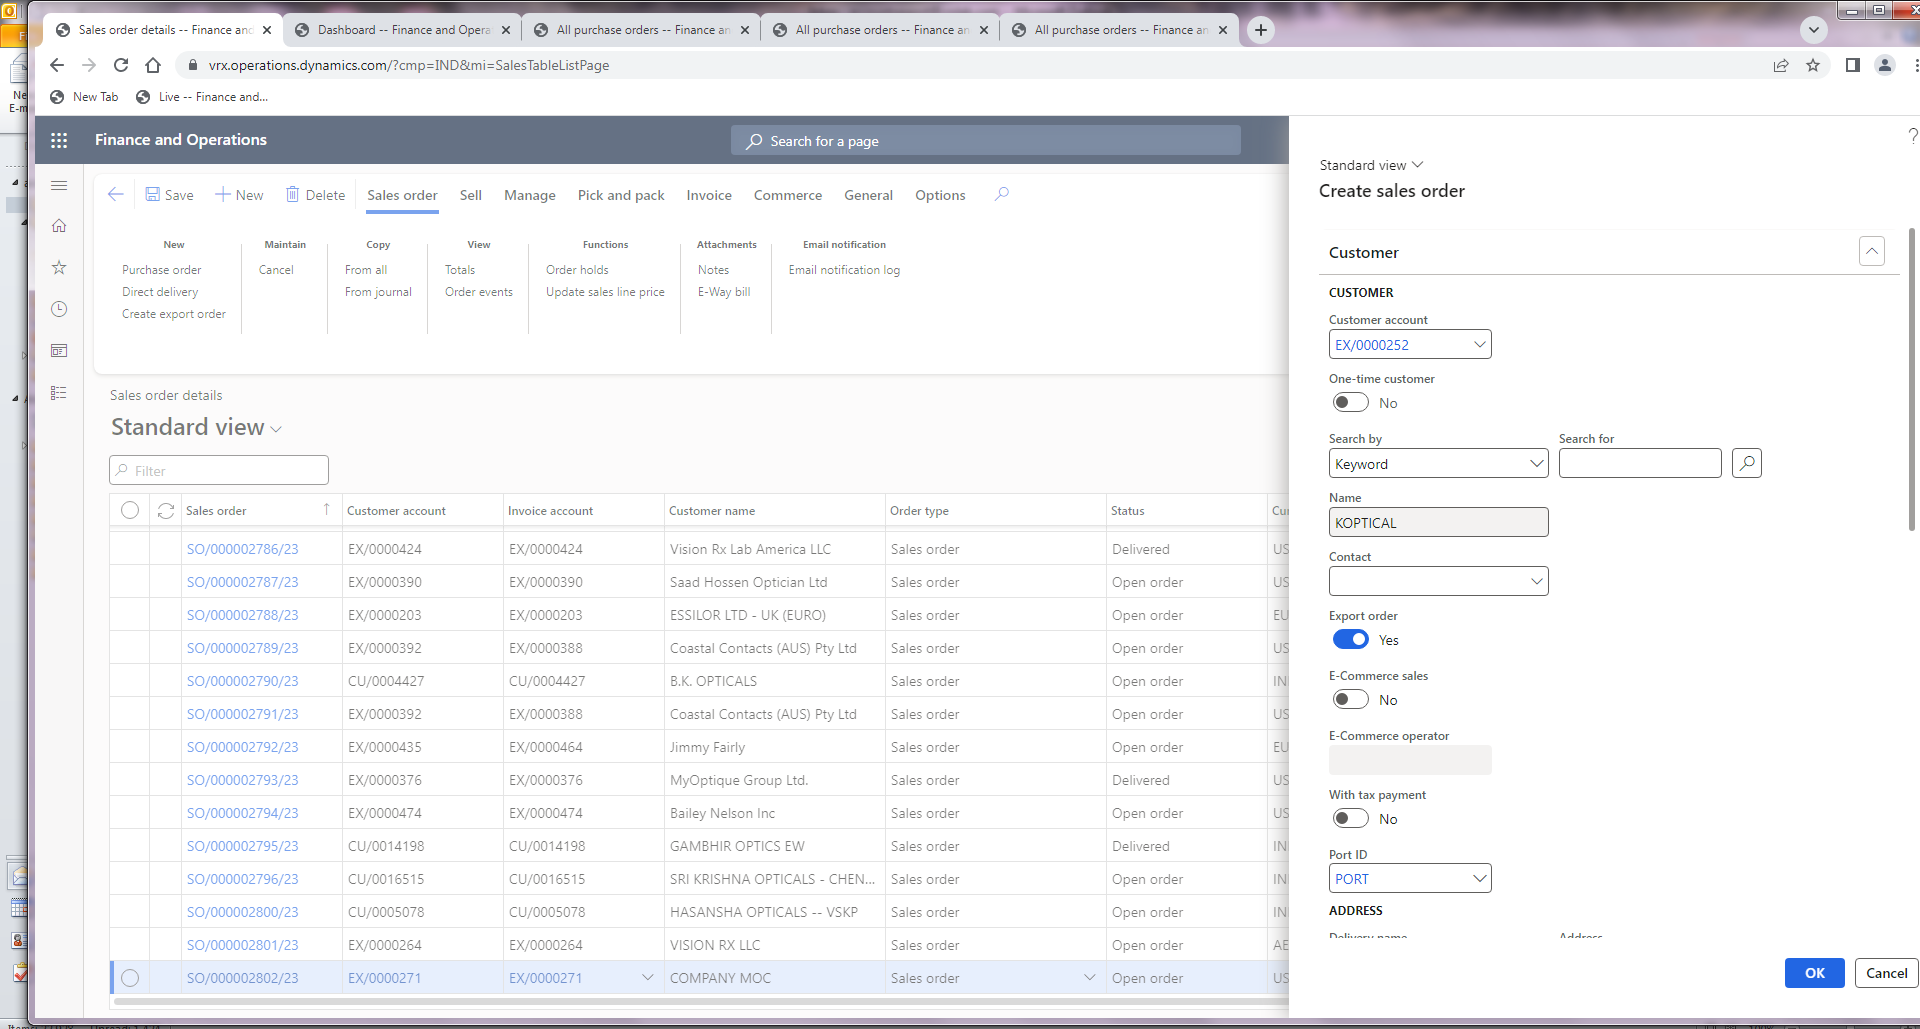 Sales order details -- Finance and
Dashboard -- Finance and Opera
All purchase orders -- Finance an
All purchase orders -- Finance an
All purchase orders -- Finance an
vrx.operations.dynamics.com/?cmp=IND&mi=SalesTableListPage
New Tab
Live -- Finance and...
Finance and Operations
Search for a page
Save
New
Delete
Sales order
Sell
Manage
Pick and pack
Invoice
Commerce
General
Options
New Maintain Copy View Functions Attachments Email notification
Purchase order Cancel From all Totals Order holds Notes Email notification log
Direct delivery From journal Order events Update sales line price E-Way bill
Create export order
Sales order details
Standard view
Filter
Sales order Customer account Invoice account Customer name Order type Status Cu
SO/000002786/23 EX/0000424 EX/0000424 Vision Rx Lab America LLC Sales order Delivered US
SO/000002787/23 EX/0000390 EX/0000390 Saad Hossen Optician Ltd Sales order Open order US
SO/000002788/23 EX/0000203 EX/0000203 ESSILOR LTD - UK (EURO) Sales order Open order EU
SO/000002789/23 EX/0000392 EX/0000388 Coastal Contacts (AUS) Pty Ltd Sales order Open order US
SO/000002790/23 CU/0004427 CU/0004427 B.K. OPTICALS Sales order Open order IN
SO/000002791/23 EX/0000392 EX/0000388 Coastal Contacts (AUS) Pty Ltd Sales order Open order US
SO/000002792/23 EX/0000435 EX/0000464 Jimmy Fairly Sales order Open order EU
SO/000002793/23 EX/0000376 EX/0000376 MyOptique Group Ltd. Sales order Delivered US
SO/000002794/23 EX/0000474 EX/0000474 Bailey Nelson Inc Sales order Open order US
SO/000002795/23 CU/0014198 CU/0014198 GAMBHIR OPTICS EW Sales order Delivered IN
SO/000002796/23 CU/0016515 CU/0016515 SRI KRISHNA OPTICALS - CHEN... Sales order Open order IN
SO/000002800/23 CU/0005078 CU/0005078 HASANSHA OPTICALS -- VSKP Sales order Open order IN
SO/000002801/23 EX/0000264 EX/0000264 VISION RX LLC Sales order Open order AE
SO/000002802/23 EX/0000271 EX/0000271 COMPANY MOC Sales order Open order US
?
Standard view
Create sales order
Customer
CUSTOMER
Customer account
EX/0000252
One-time customer
No
Search by Search for
Keyword
Name
KOPTICAL
Contact
Export order
Yes
E-Commerce sales
No
E-Commerce operator
With tax payment
No
Port ID
PORT
ADDRESS
Delivery name Address
OK Cancel